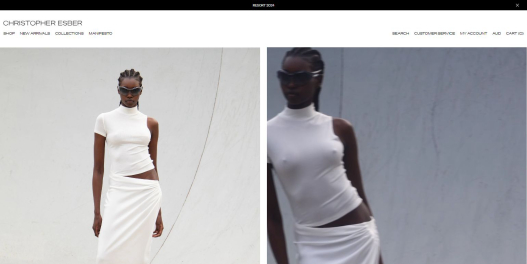 RESORT 2024
CHRISTOPHER ESBER
SHOP NEW ARRIVALS COLLECTIONS MANIFESTO
SEARCH CUSTOMER SERVICE MY ACCOUNT AUD CART (0)